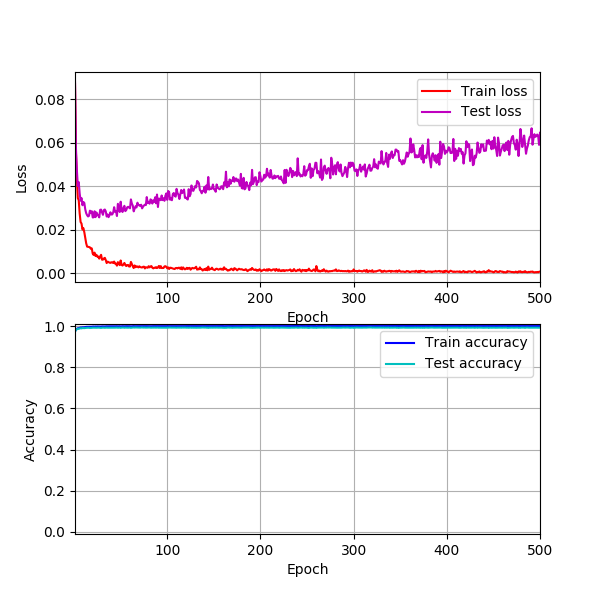 0.08
0.06
0.04
0.02
0.00
Loss
Train loss
Test loss
100 200 300 400 500
Epoch
1.0
0.8
0.6
0.4
0.2
0.0
Accuracy
Train accuracy
Test accuracy
100 200 300 400 500
Epoch